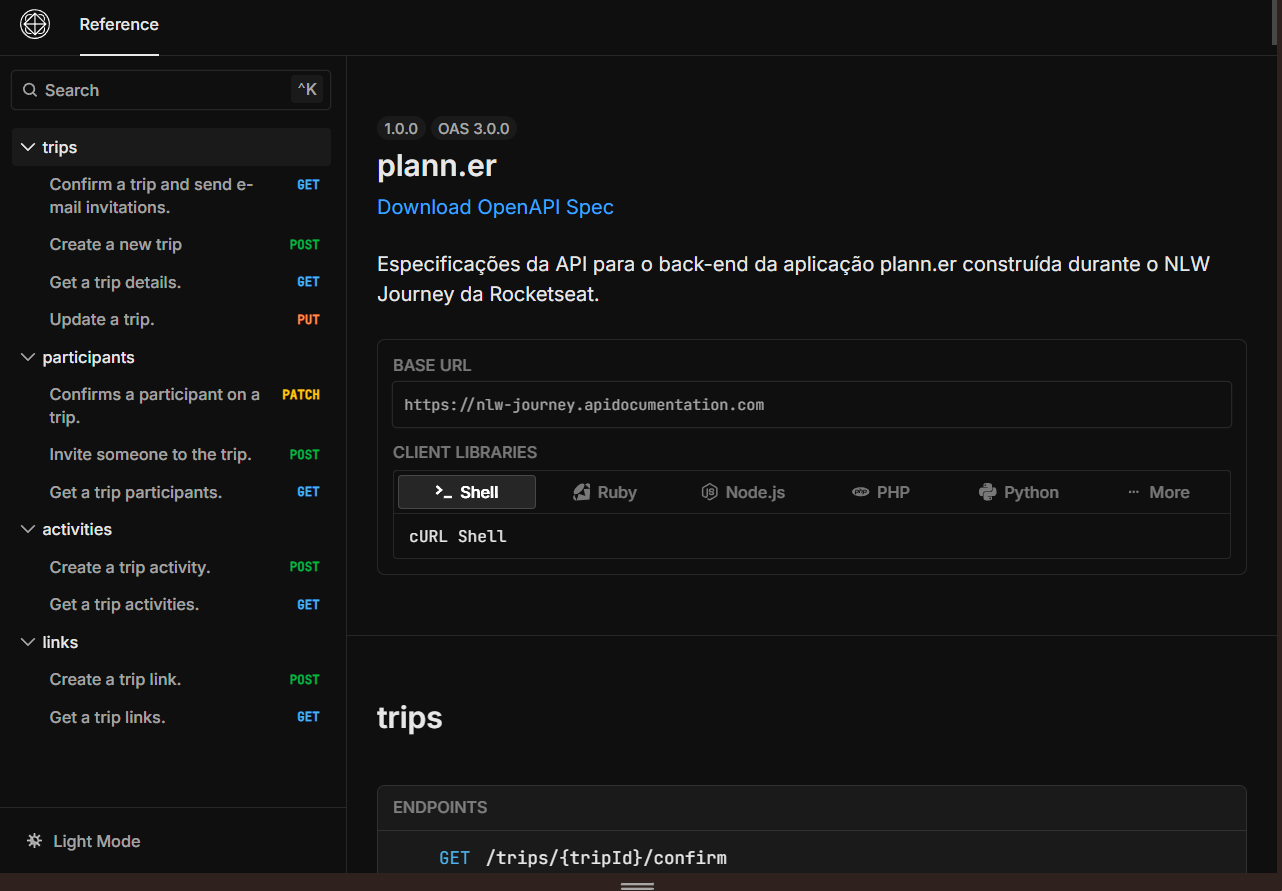 Reference
Search
^K
trips
Confirm a trip and send e-
mail invitations.
GET
Create a new trip
POST
Get a trip details.
GET
Update a trip.
PUT
participants
Confirms a participant on a
trip.
PATCH
Invite someone to the trip.
POST
Get a trip participants.
GET
activities
Create a trip activity.
POST
Get a trip activities.
GET
links
Create a trip link.
POST
Get a trip links.
GET
Light Mode
1.0.0 OAS 3.0.0
plann.er
Download OpenAPI Spec
Especificações da API para o back-end da aplicação plann.er construída durante o NLW
Journey da Rocketseat.
BASE URL
https://nlw-journey.apidocumentation.com
CLIENT LIBRARIES
Shell Ruby Node.js PHP Python More
cURL Shell
trips
ENDPOINTS
GET /trips/{tripId}/confirm